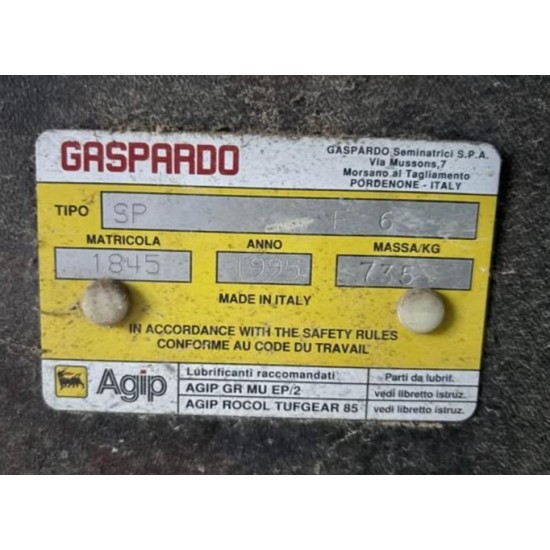 GASPARDO
GASPARDO Seminatrici S.P.A.
Via Mussons,7
Morsano al Tagliamento
PORDENONE - ITALY
TIPO SP F 6
MATRICOLA ANNO MASSA/KG
1845 1995 735
MADE IN ITALY
IN ACCORDANCE WITH THE SAFETY RULES
CONFORME AU CODE DU TRAVAIL
Agip
Lubrificanti raccomandati Parti da lubrif.
AGIP GR MU EP/2 vedi libretto istruz.
AGIP ROCOL TUFGEAR 85 vedi libretto istruz.